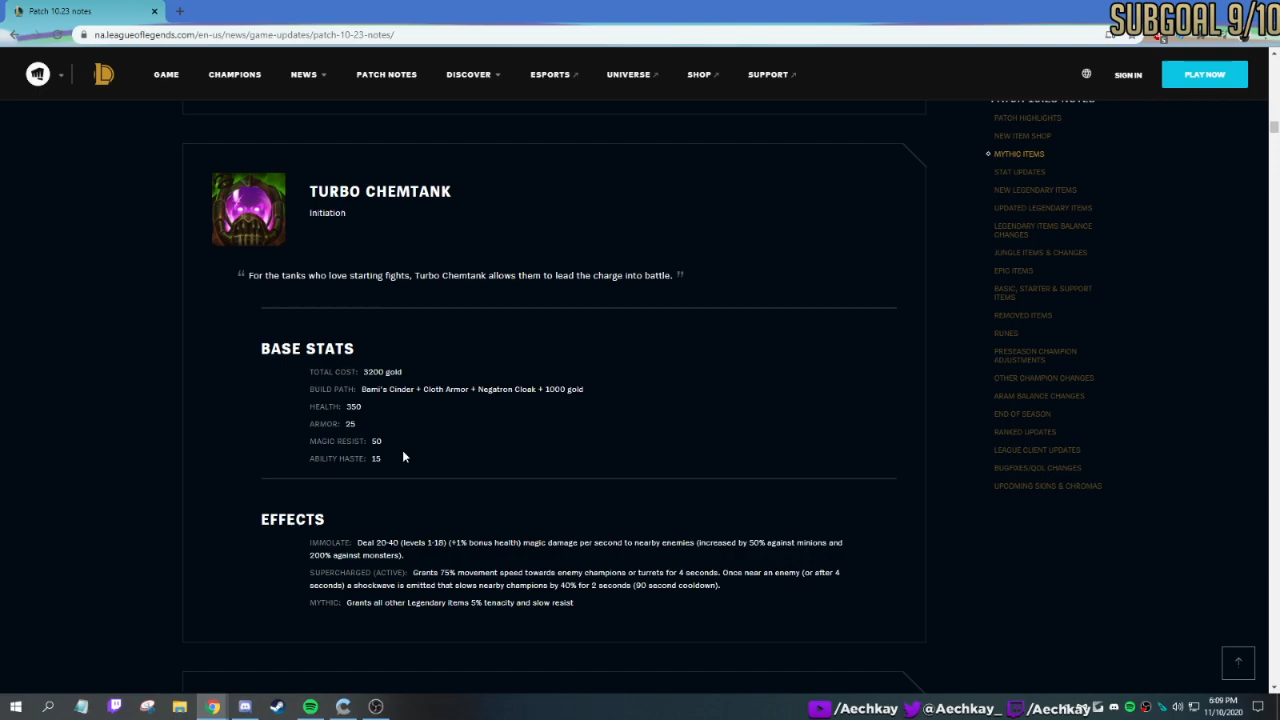 Patch 10.23 notes
SUBGOAL 9/10
na.leagueoflegends.com/en-us/news/game-updates/patch-10-23-notes/
GAME CHAMPIONS NEWS PATCH NOTES DISCOVER ESPORTS UNIVERSE SHOP SUPPORT SIGN IN PLAY NOW
TURBO CHEMTANK
Initiation
“ For the tanks who love starting fights, Turbo Chemtank allows them to lead the charge into battle. ”
BASE STATS
TOTAL COST: 3200 gold
BUILD PATH: Bami's Cinder + Cloth Armor + Negatron Cloak + 1000 gold
HEALTH: 350
ARMOR: 25
MAGIC RESIST: 50
ABILITY HASTE: 15
EFFECTS
IMMOLATE: Deal 20-40 (levels 1-18) (+1% bonus health) magic damage per second to nearby enemies (increased by 50% against minions and
200% against monsters).
SUPERCHARGED (ACTIVE): Grants 75% movement speed towards enemy champions or turrets for 4 seconds. Once near an enemy (or after 4
seconds) a shockwave is emitted that slows nearby champions by 40% for 2 seconds (90 second cooldown).
MYTHIC: Grants all other Legendary items 5% tenacity and slow resist
PATCH 10.23 NOTES
PATCH HIGHLIGHTS
NEW ITEM SHOP
MYTHIC ITEMS
STAT UPDATES
NEW LEGENDARY ITEMS
UPDATED LEGENDARY ITEMS
LEGENDARY ITEMS BALANCE
CHANGES
JUNGLE ITEMS & CHANGES
EPIC ITEMS
BASIC, STARTER & SUPPORT
ITEMS
REMOVED ITEMS
RUNES
PRESEASON CHAMPION
ADJUSTMENTS
OTHER CHAMPION CHANGES
ARAM BALANCE CHANGES
END OF SEASON
RANKED UPDATES
LEAGUE CLIENT UPDATES
BUGFIXES/QOL CHANGES
UPCOMING SKINS & CHROMAS
/Aechkay @Aechkay_ /Aechkay
6:09 PM
11/10/2020